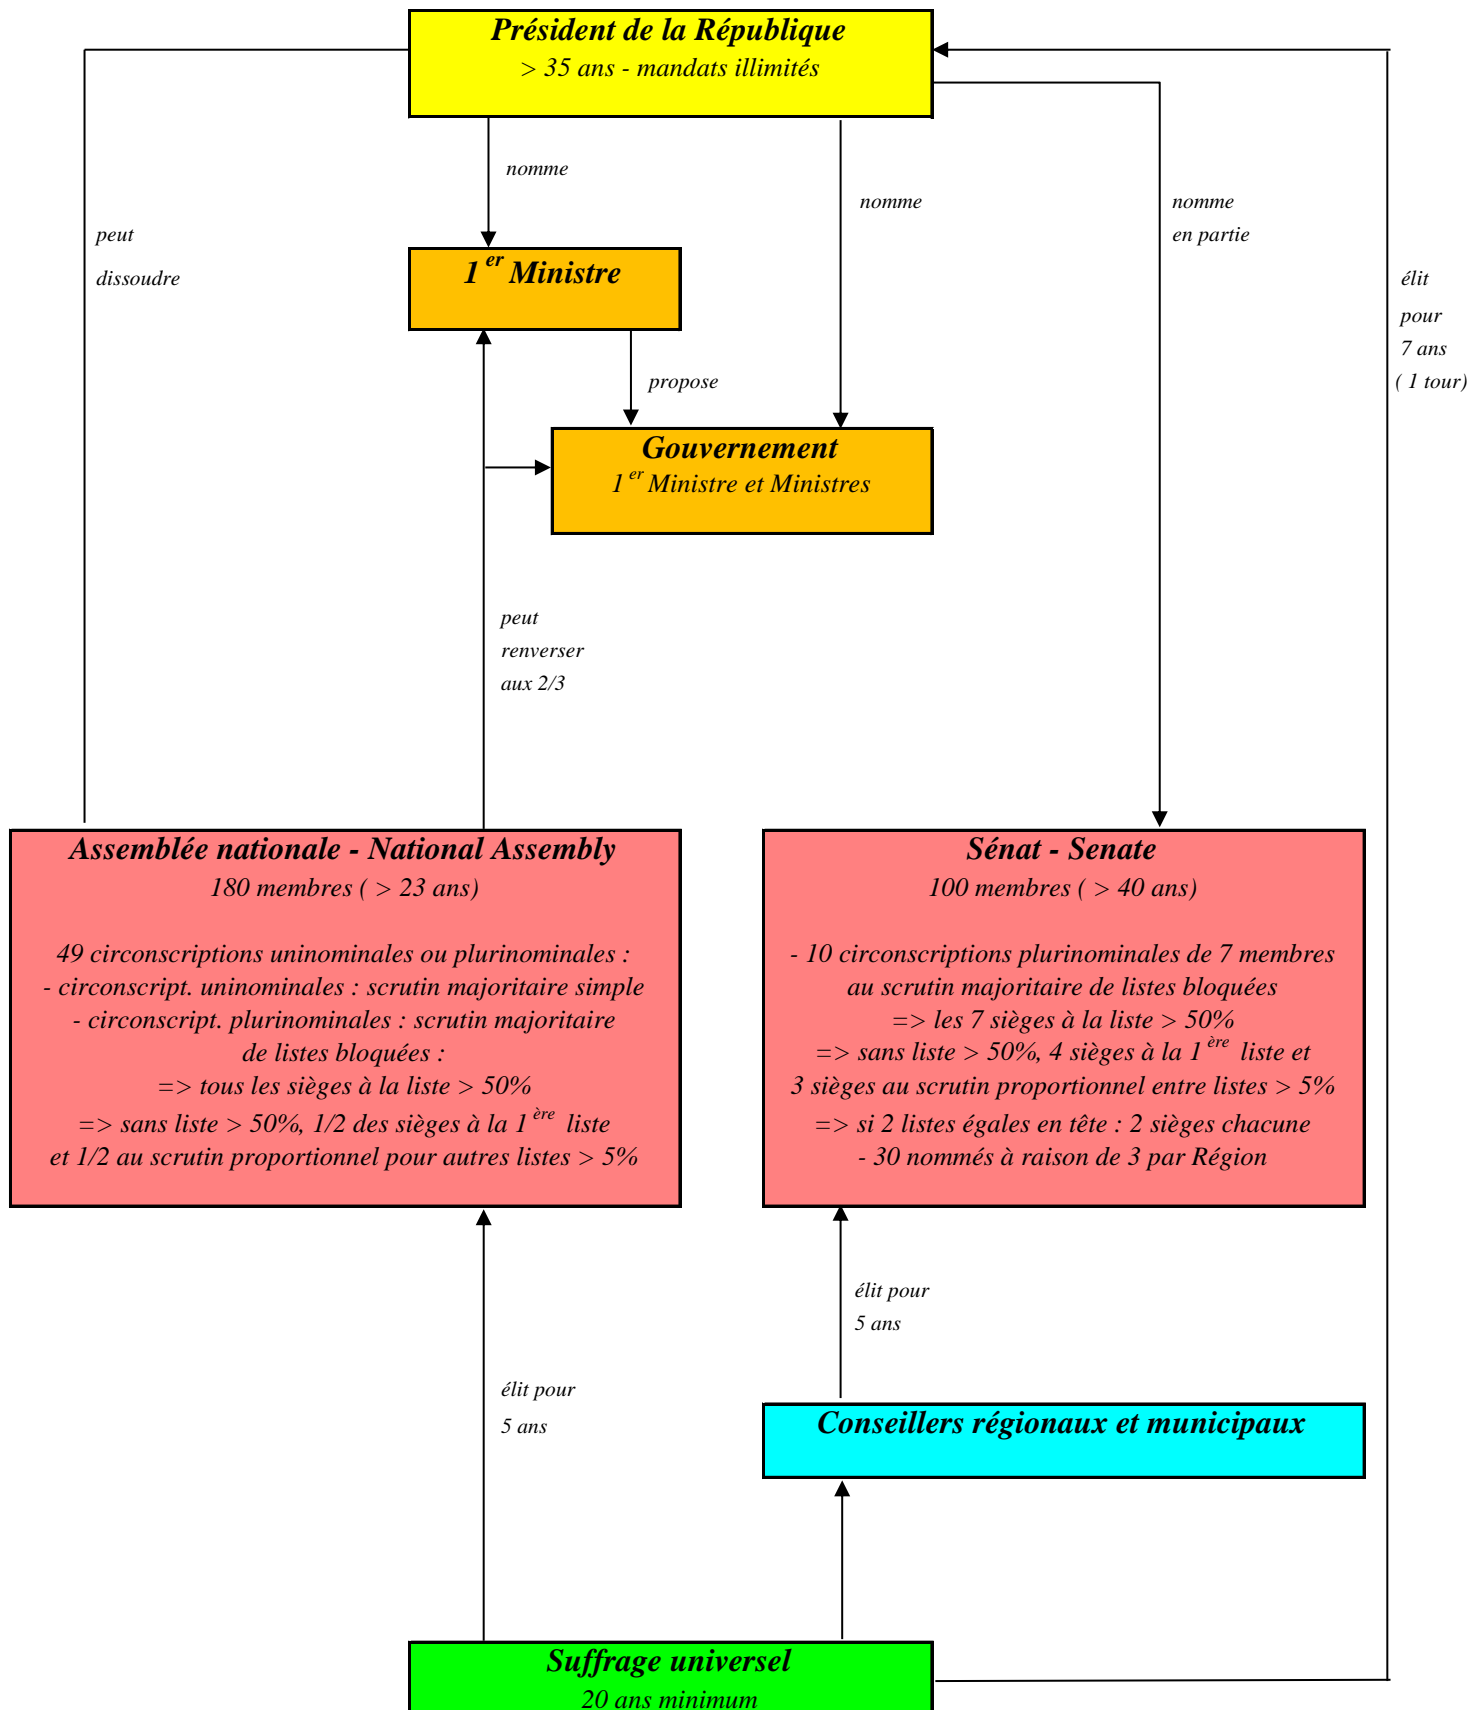 Président de la République
> 35 ans - mandats illimités
nomme
nomme
nomme
en partie
peut
dissoudre
1 er Ministre
élit
pour
7 ans
( 1 tour)
propose
Gouvernement
1 er Ministre et Ministres
peut
renverser
aux 2/3
Assemblée nationale - National Assembly
180 membres ( > 23 ans)
49 circonscriptions uninominales ou plurinominales :
- circonscript. uninominales : scrutin majoritaire simple
- circonscript. plurinominales : scrutin majoritaire
de listes bloquées :
=> tous les sièges à la liste > 50%
=> sans liste > 50%, 1/2 des sièges à la 1 ère liste
et 1/2 au scrutin proportionnel pour autres listes > 5%
Sénat - Senate
100 membres ( > 40 ans)
- 10 circonscriptions plurinominales de 7 membres
au scrutin majoritaire de listes bloquées
=> les 7 sièges à la liste > 50%
=> sans liste > 50%, 4 sièges à la 1 ère liste et
3 sièges au scrutin proportionnel entre listes > 5%
=> si 2 listes égales en tête : 2 sièges chacune
- 30 nommés à raison de 3 par Région
élit pour
5 ans
élit pour
5 ans
Conseillers régionaux et municipaux
Suffrage universel
20 ans minimum